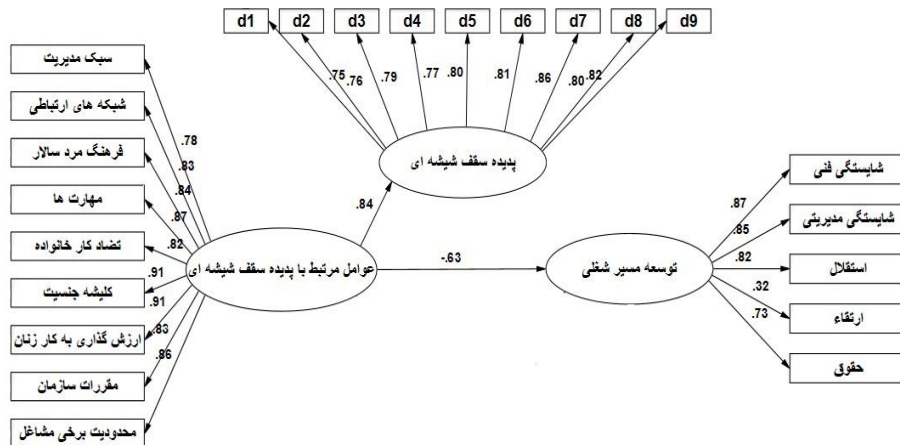 d1 d2 d3 d4 d5 d6 d7 d8 d9
.75 .76 .79 .77 .80 .81 .86 .80 .82
پدیده سقف شیشه ای
سبک مدیریت
شبکه های ارتباطی
فرهنگ مرد سالار
مهارت ها
تضاد کار خانواده
کلیشه جنسیت
ارزش گذاری به کار زنان
مقررات سازمان
محدودیت برخی مشاغل
.78
.83
.84
.87
.82
.91
.91
.83
.86
عوامل مرتبط با پدیده سقف شیشه ای
.84
-.63
توسعه مسیر شغلی
.87
.85
.82
.32
.73
شایستگی فنی
شایستگی مدیریتی
استقلال
ارتقاء
حقوق